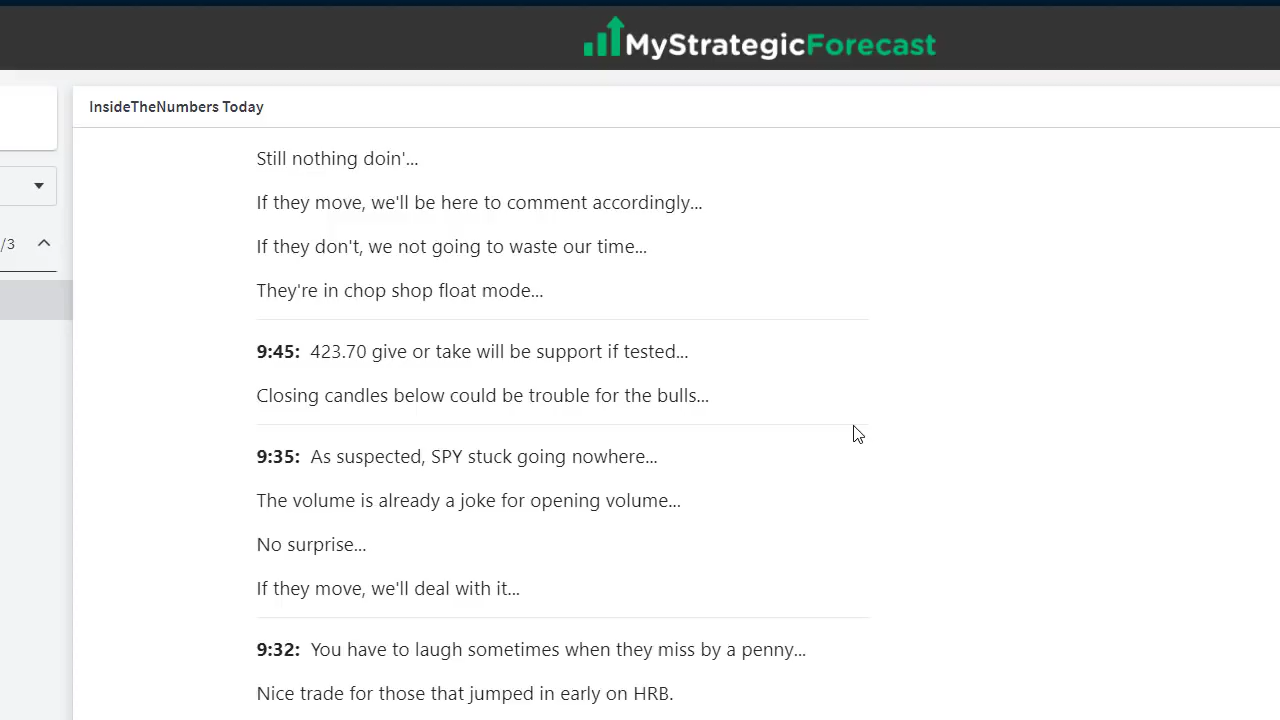 MyStrategicForecast
InsideTheNumbers Today
Still nothing doin'...
If they move, we'll be here to comment accordingly...
If they don't, we not going to waste our time...
/3
They're in chop shop float mode...
9:45: 423.70 give or take will be support if tested...
Closing candles below could be trouble for the bulls...
9:35: As suspected, SPY stuck going nowhere...
The volume is already a joke for opening volume...
No surprise...
If they move, we'll deal with it...
9:32: You have to laugh sometimes when they miss by a penny...
Nice trade for those that jumped in early on HRB.